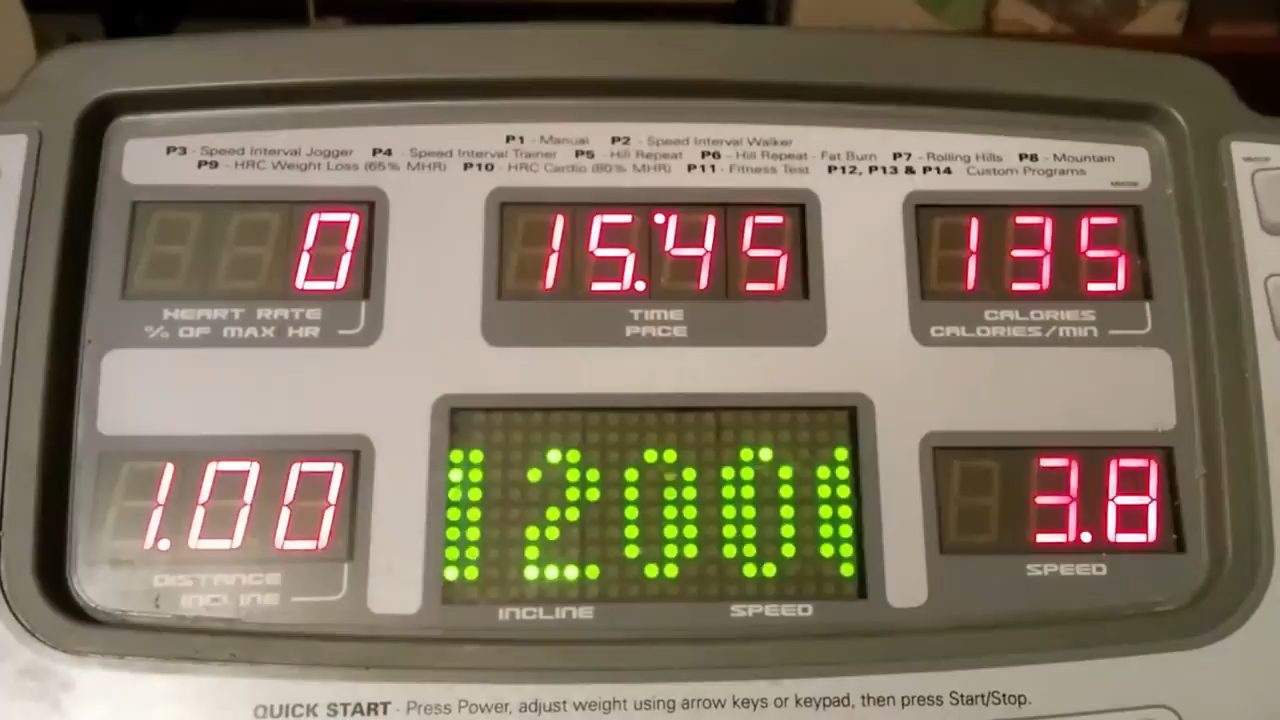 P1 - Manual P2 - Speed Interval Walker
P3 - Speed Interval Jogger P4 - Speed Interval Trainer P5 - Hill Repeat P6 - Hill Repeat - Fat Burn P7 - Rolling Hills P8 - Mountain
P9 - HRC Weight Loss (65% MHR) P10 - HRC Cardio (80% MHR) P11 - Fitness Test P12, P13 & P14 Custom Programs
0
15:45
135
HEART RATE
% OF MAX HR
TIME
PACE
CALORIES
CALORIES/MIN
1.00
1200
3.8
DISTANCE
INCLINE
INCLINE
SPEED
SPEED
QUICK START - Press Power, adjust weight using arrow keys or keypad, then press Start/Stop.